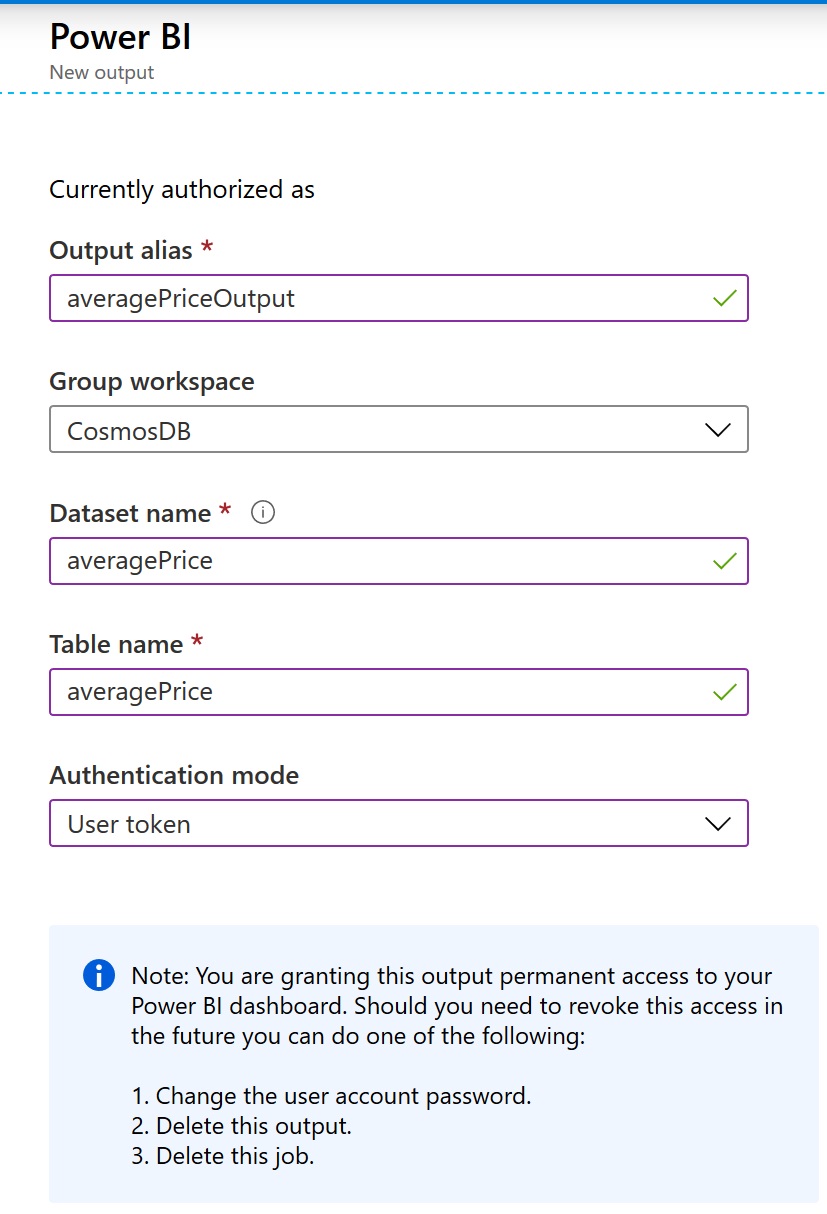 Power BI
New output
Currently authorized as
Output alias *
averagePriceOutput
Group workspace
CosmosDB
Dataset name *
averagePrice
Table name *
averagePrice
Authentication mode
User token
Note: You are granting this output permanent access to your
Power BI dashboard. Should you need to revoke this access in
the future you can do one of the following:
1. Change the user account password.
2. Delete this output.
3. Delete this job.